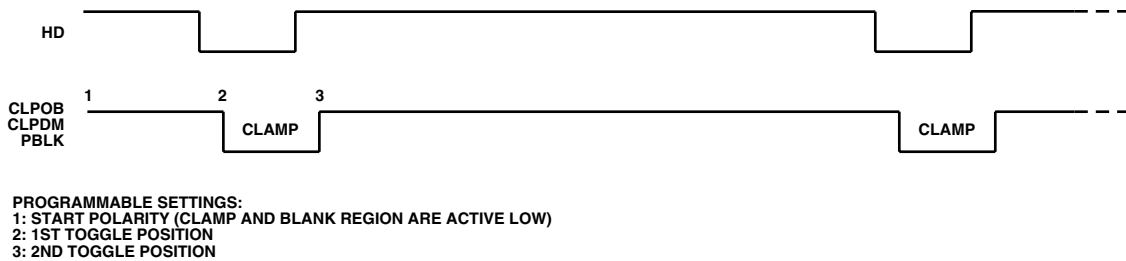 HD
1 2 3
CLPOB
CLPDM
PBLK
CLAMP CLAMP
PROGRAMMABLE SETTINGS:
1: START POLARITY (CLAMP AND BLANK REGION ARE ACTIVE LOW)
2: 1ST TOGGLE POSITION
3: 2ND TOGGLE POSITION